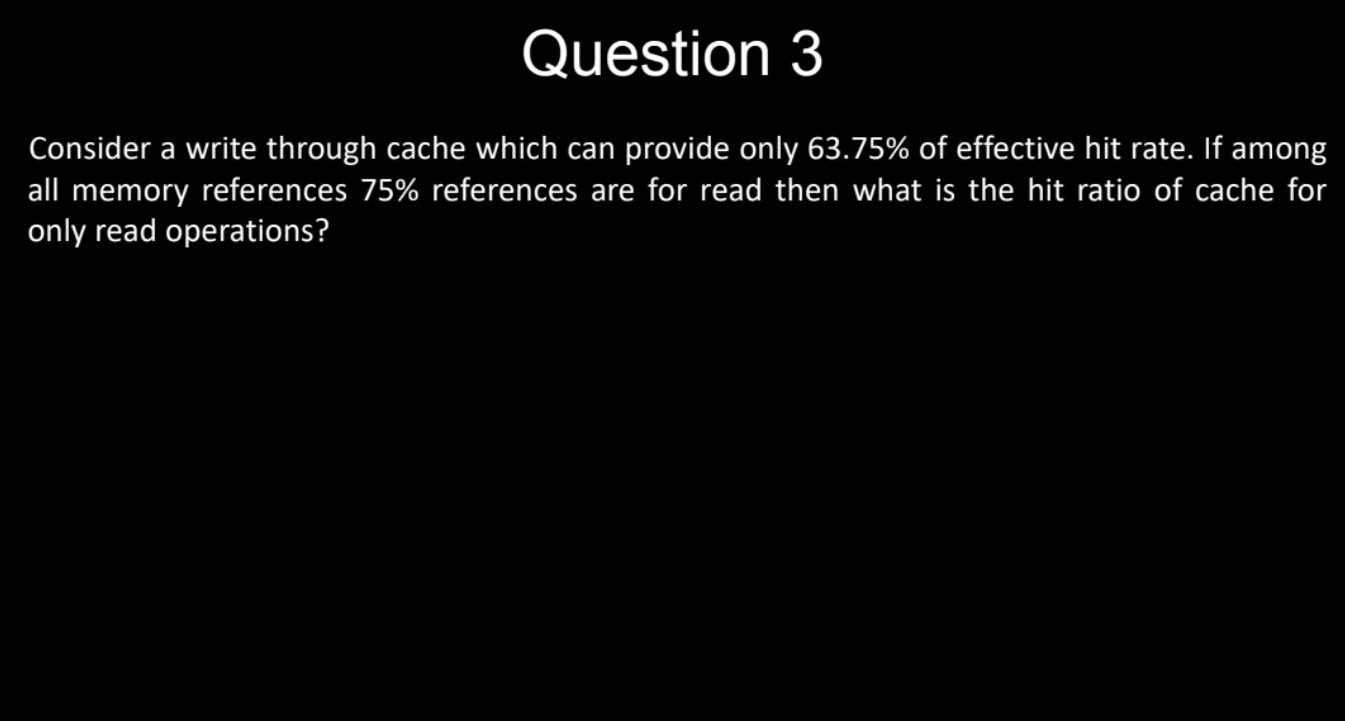 Question 3
Consider a write through cache which can provide only 63.75% of effective hit rate. If among
all memory references 75% references are for read then what is the hit ratio of cache for
only read operations?